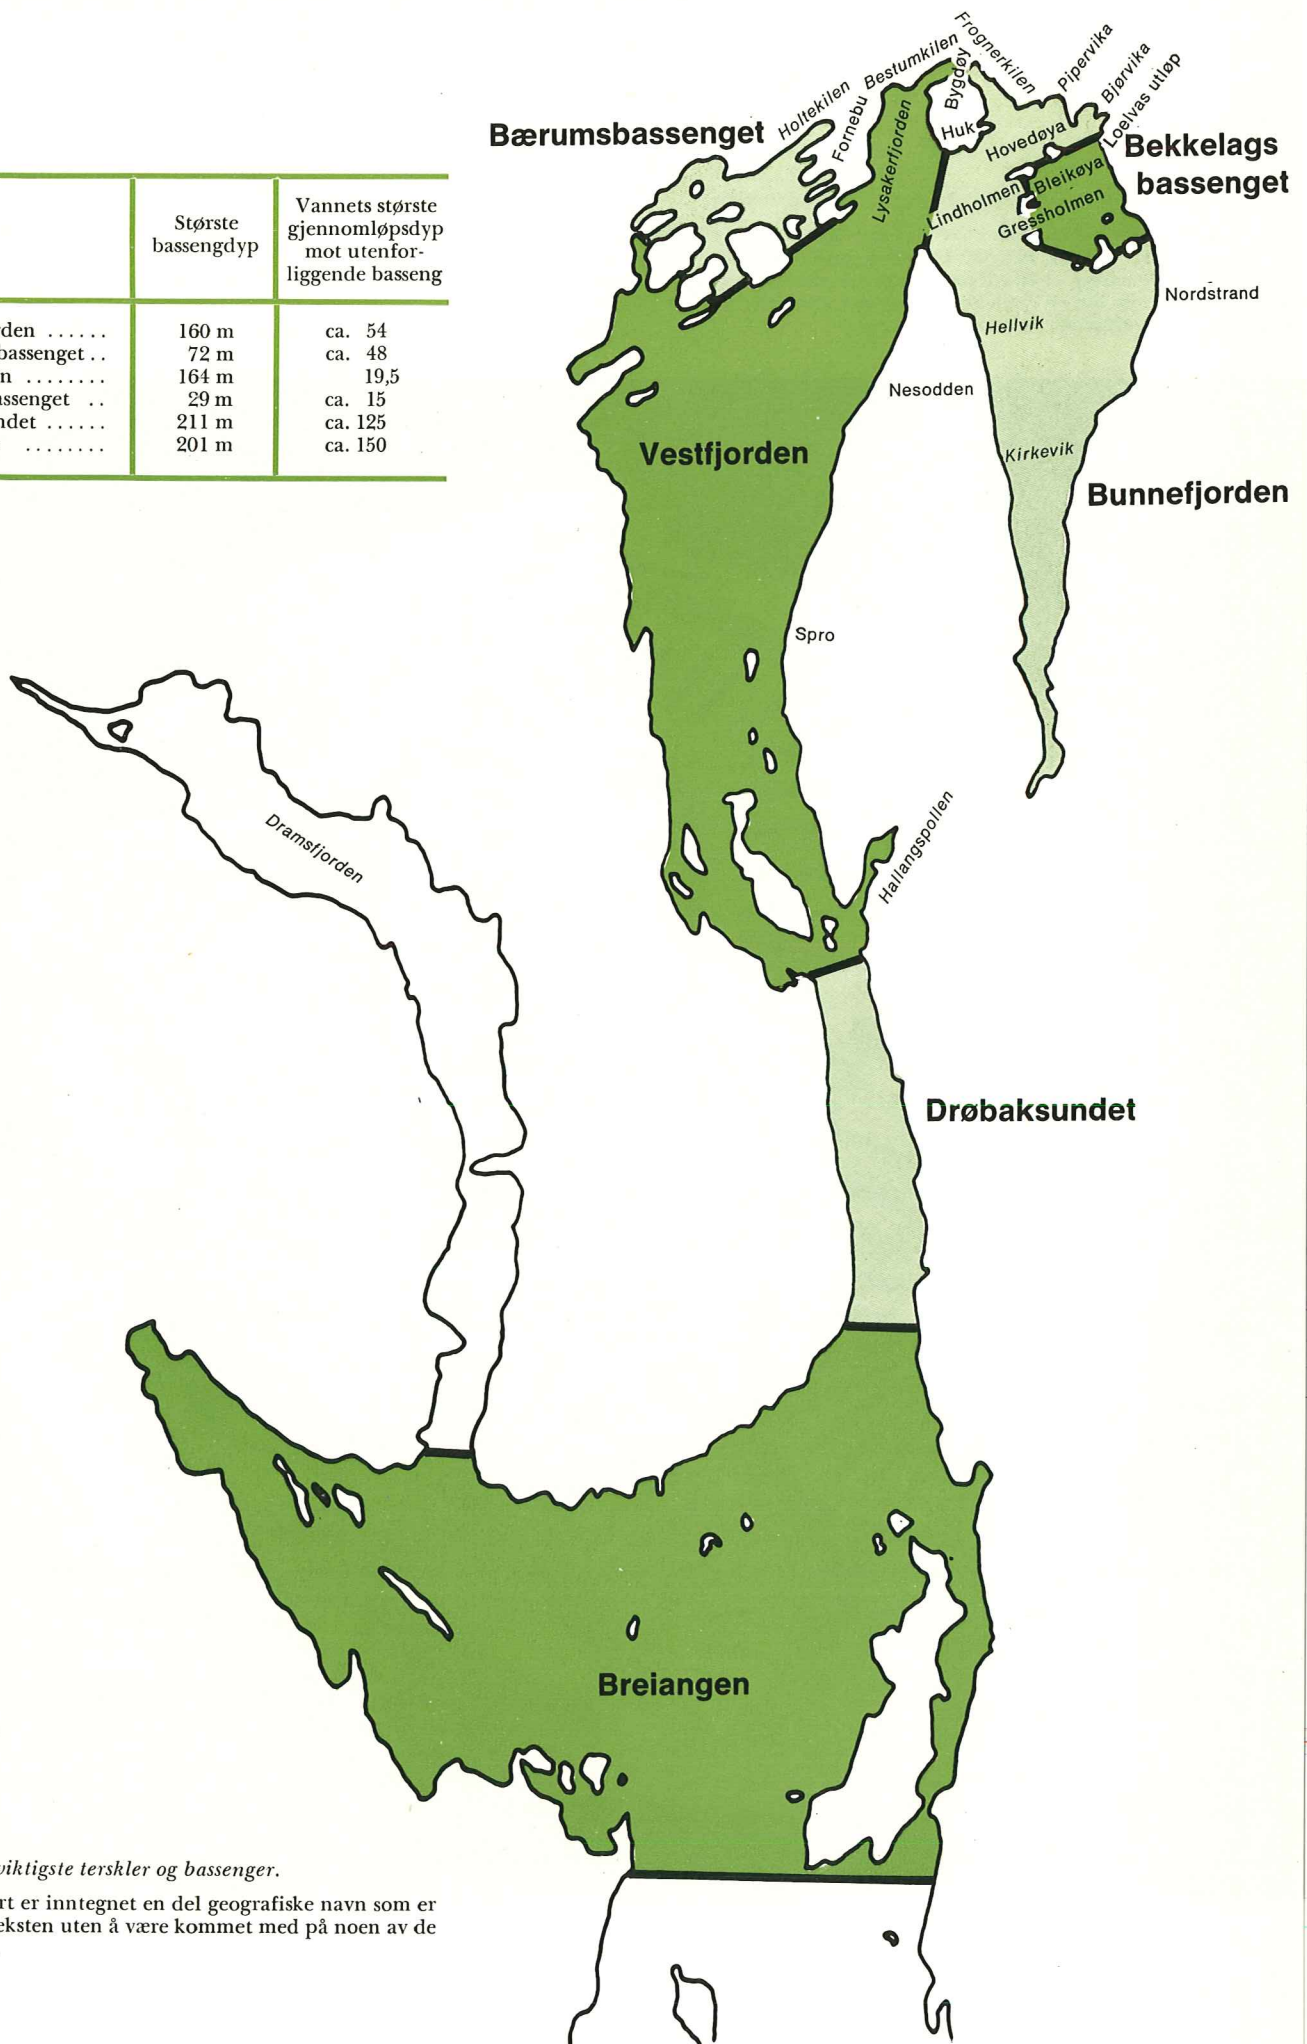 Største
bassengdyp
Vannets største
gjennomløpsdyp
mot utenfor-
liggende basseng
den ...... 160 m ca. 54
bassenget .. 72 m ca. 48
n ........ 164 m 19,5
assenget .. 29 m ca. 15
ndet ...... 211 m ca. 125
........ 201 m ca. 150
Bærumsbassenget
Holtekilen
Fornebu
Bestumkilen
Lysakerfjorden
Bygdøy
Huk
Frognerkilen
Pipervika
Bjørvika
Loelvas utløp
Hovedøya
Bekkelags
bassenget
Lindholmen
Bleikøya
Gressholmen
Nordstrand
Hellvik
Nesodden
Vestfjorden
Kirkevik
Bunnefjorden
Spro
Dramsfjorden
Hallangspollen
Drøbaksundet
Breiangen
viktigste terskler og bassenger.
rt er inntegnet en del geografiske navn som er
eksten uten å være kommet med på noen av de